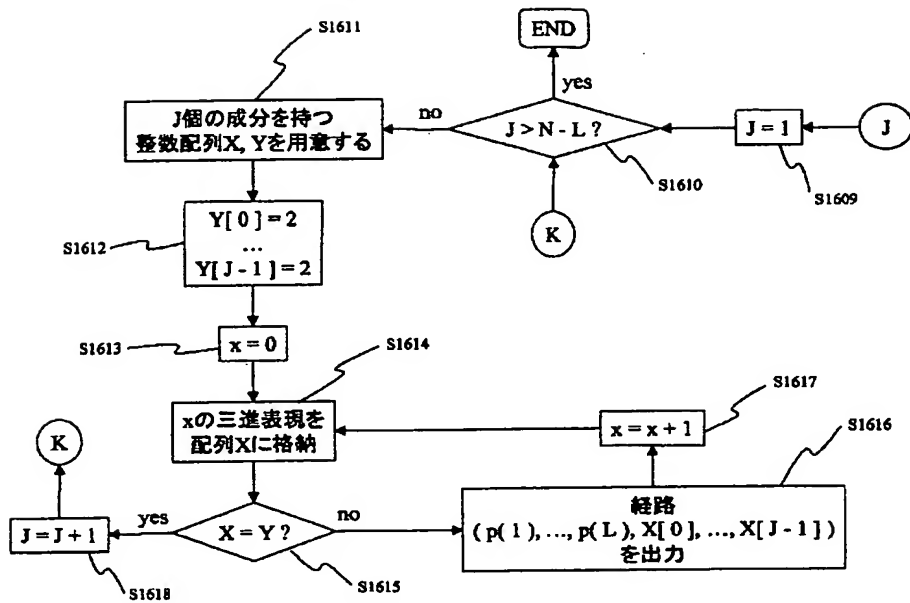 S1611
END
yes
J個の成分を持つ
整数配列X, Yを用意する
no
J > N - L ?
J = 1
J
S1610
S1609
K
Y[ 0 ] = 2
...
Y[ J - 1 ] = 2
S1612
x = 0
S1613
S1614
xの三進表現を
配列Xに格納
x = x + 1
S1617
S1616
K
J = J + 1
yes
X = Y ?
no
経路
( p( 1 ), ..., p( L ), X[ 0 ], ..., X[ J - 1 ] )
を出力
S1618
S1615